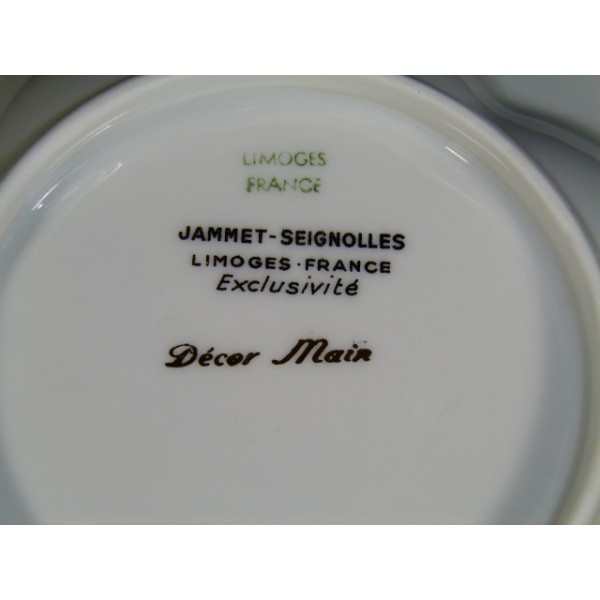 LIMOGES
FRANCE
JAMMET-SEIGNOLLES
LIMOGES·FRANCE
Exclusivité
Décor Main